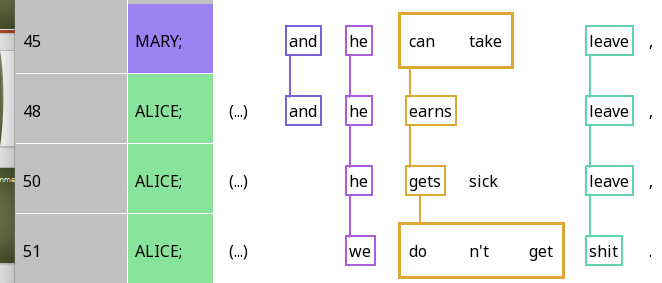 45 MARY; and he can take leave ,
48 ALICE; (...) and he earns leave ,
50 ALICE; (...) he gets sick leave ,
51 ALICE; (...) we do n't get shit .